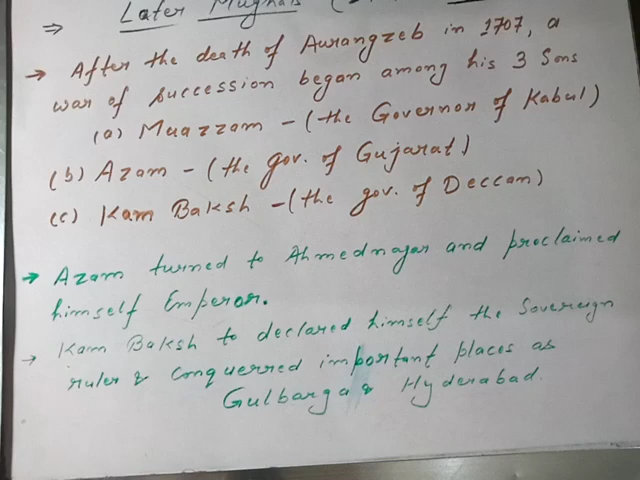 ⇒ Later Mughals (
→ After the death of Aurangzeb in 1707, a
war of succession began among his 3 Sons
(a) Muazzam - (the Governor of Kabul)
(b) Azam - (the gov. of Gujarat)
(c) Kam Baksh - (the gov. of Deccan)
→ Azam turned to Ahmednagar and proclaimed
himself Emperor.
→ Kam Baksh to declared himself the Sovereign
ruler & conquerred important places as
Gulbarga & Hyderabad.